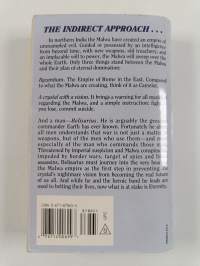 THE INDIRECT APPROACH . . .
In northern India the Malwa have created an empire of
unexampled evil. Guided or possessed by an intelligence
from beyond time, with new weapons, old treachery, and
an implacable will to power, the Malwa will sweep over the
whole Earth. Only three things stand between the Malwa
and their plan of eternal domination:
Byzantium. The Empire of Rome in the East. Compared
to what the Malwa are creating, think of it as Camelot.
A crystal with a vision. It brings a warning for all mankind
regarding the Malwa, and a simple instruction: fight
you lose, commit suicide.
And a man—Belisarius. He is arguably the greatest
commander Earth has ever known. Fortunately he above
all men understands that war is not just a matter
weapons, but of the men who use them—and most
especially of the man who commands those men.
Threatened by imperial suspicion and Malwa conspiracy,
impeded by border wars, target of spies and
assassins, Belisarius must journey into the very heart
the Malwa empire as the first step in preventing the
crystal's nightmare vision from becoming the real future
of us all. And while he and the heroic band he leads are
used to betting their lives, now what is at stake is Eternity.